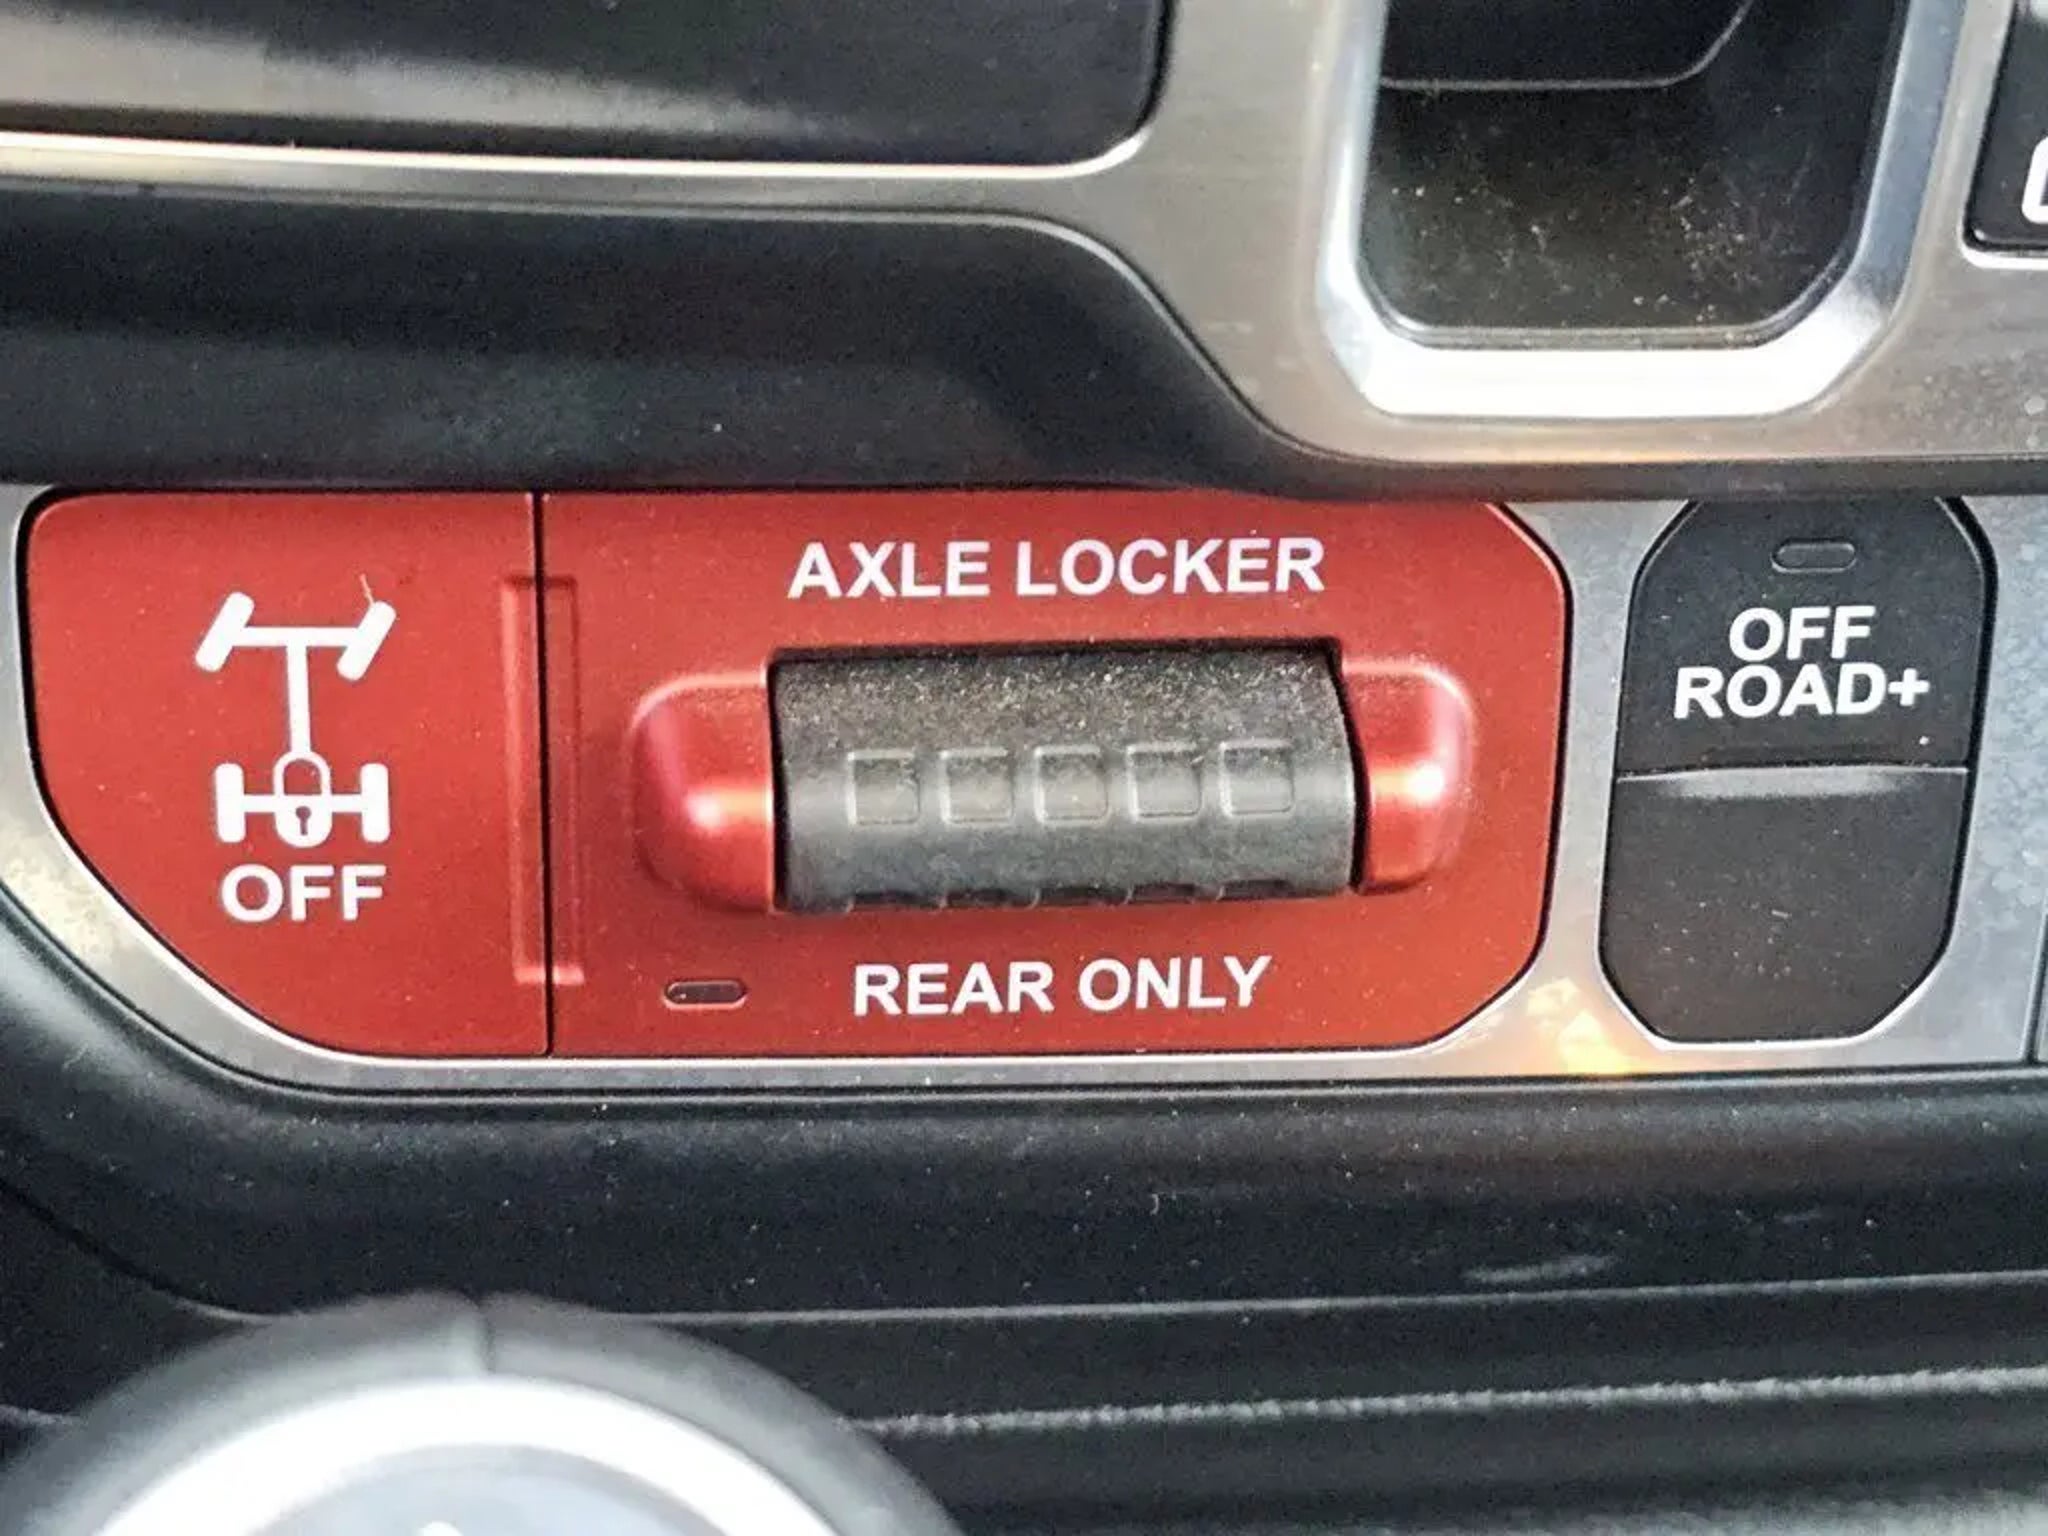 AXLE LOCKER
OFF
REAR ONLY
OFF
ROAD+